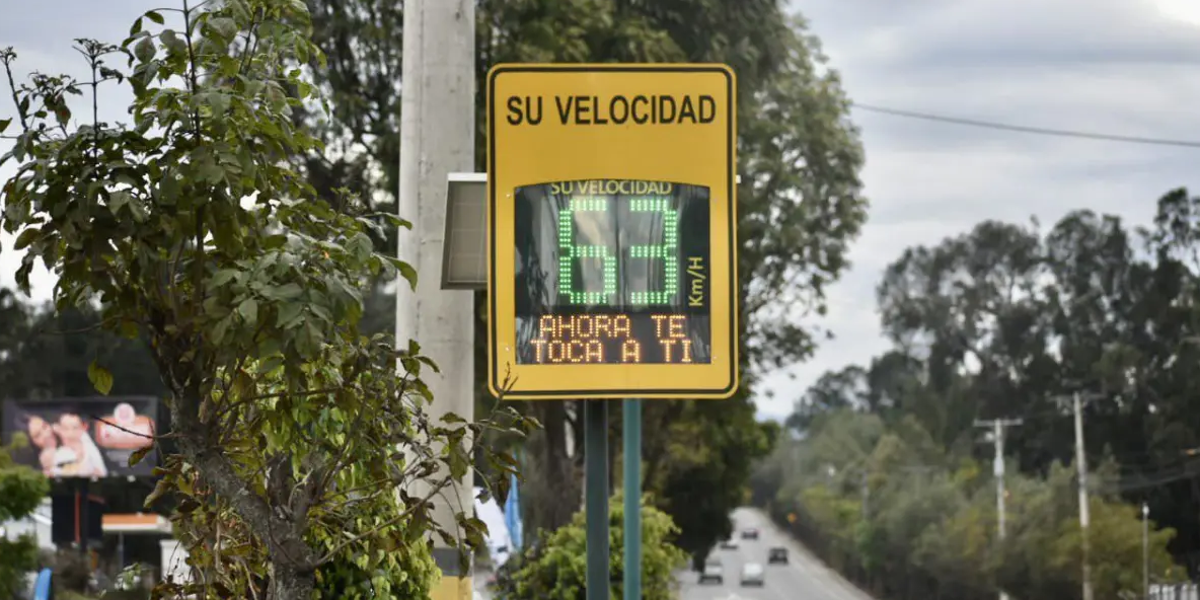 SU VELOCIDAD
SU VELOCIDAD
63
Km/H
AHORA TE
TOCA A TI